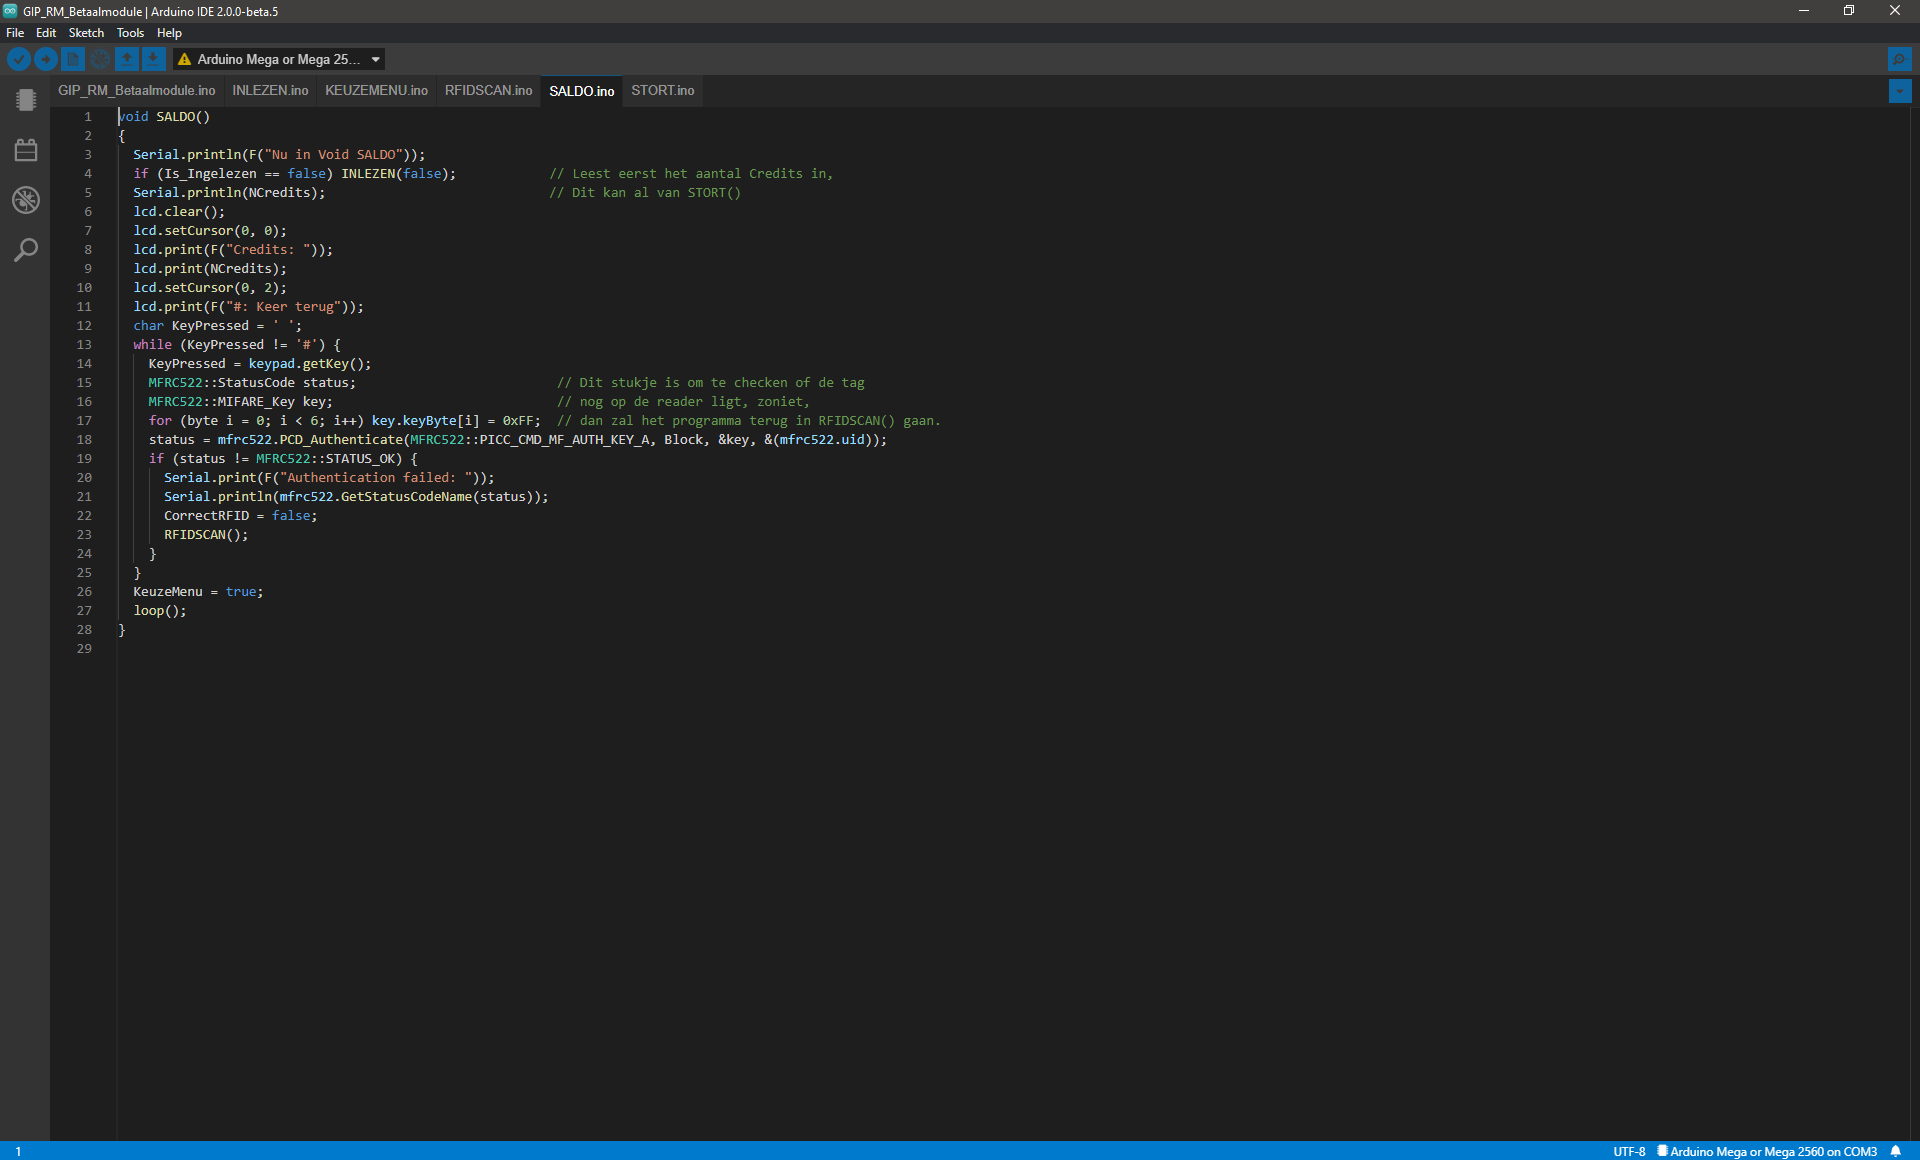 GIP_RM_Betaalmodule | Arduino IDE 2.0.0-beta.5
File Edit Sketch Tools Help
Arduino Mega or Mega 25...
GIP_RM_Betaalmodule.ino INLEZEN.ino KEUZEMENU.ino RFIDSCAN.ino SALDO.ino STORT.ino
1 void SALDO()
2 {
3 Serial.println(F("Nu in Void SALDO"));
4 if (Is_Ingelezen == false) INLEZEN(false); // Leest eerst het aantal Credits in,
5 Serial.println(NCredits); // Dit kan al van STORT()
6 lcd.clear();
7 lcd.setCursor(0, 0);
8 lcd.print(F("Credits: "));
9 lcd.print(NCredits);
10 lcd.setCursor(0, 2);
11 lcd.print(F("#: Keer terug"));
12 char KeyPressed = ' ';
13 while (KeyPressed != '#') {
14 KeyPressed = keypad.getKey();
15 MFRC522::StatusCode status; // Dit stukje is om te checken of de tag
16 MFRC522::MIFARE_Key key; // nog op de reader ligt, zoniet,
17 for (byte i = 0; i < 6; i++) key.keyByte[i] = 0xFF; // dan zal het programma terug in RFIDSCAN() gaan.
18 status = mfrc522.PCD_Authenticate(MFRC522::PICC_CMD_MF_AUTH_KEY_A, Block, &key, &(mfrc522.uid));
19 if (status != MFRC522::STATUS_OK) {
20 Serial.print(F("Authentication failed: "));
21 Serial.println(mfrc522.GetStatusCodeName(status));
22 CorrectRFID = false;
23 RFIDSCAN();
24 }
25 }
26 KeuzeMenu = true;
27 loop();
28 }
29
1 UTF-8 Arduino Mega or Mega 2560 on COM3